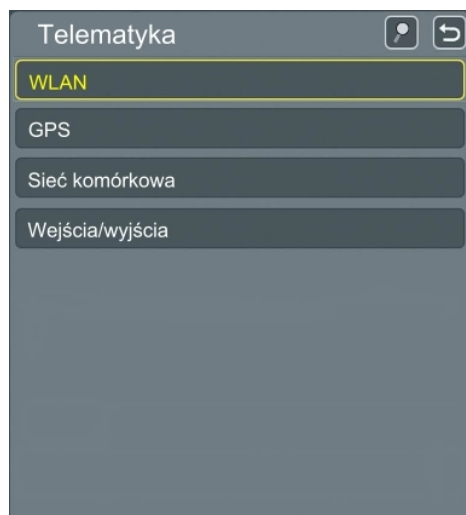 Telematyka
WLAN
GPS
Sieć komórkowa
Wejścia/wyjścia